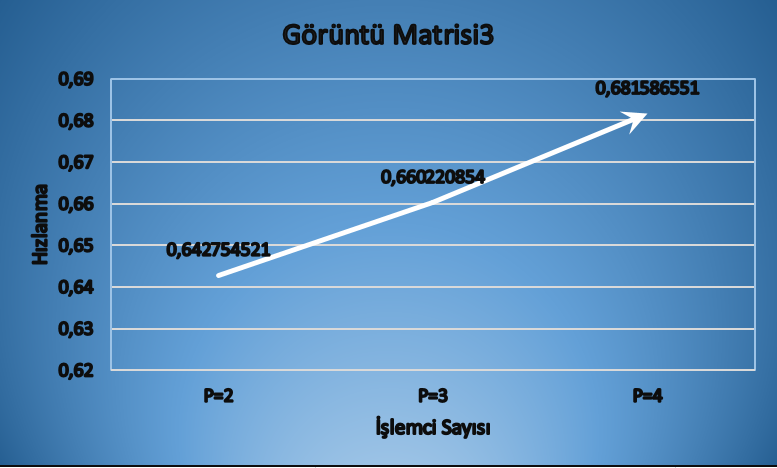 Görüntü Matrisi3
0,69
0,68
0,67
0,66
0,65
0,64
0,63
0,62
Hızlanma
0,642754521
0,660220854
0,681586551
P=2
P=3
P=4
İşlemci Sayısı